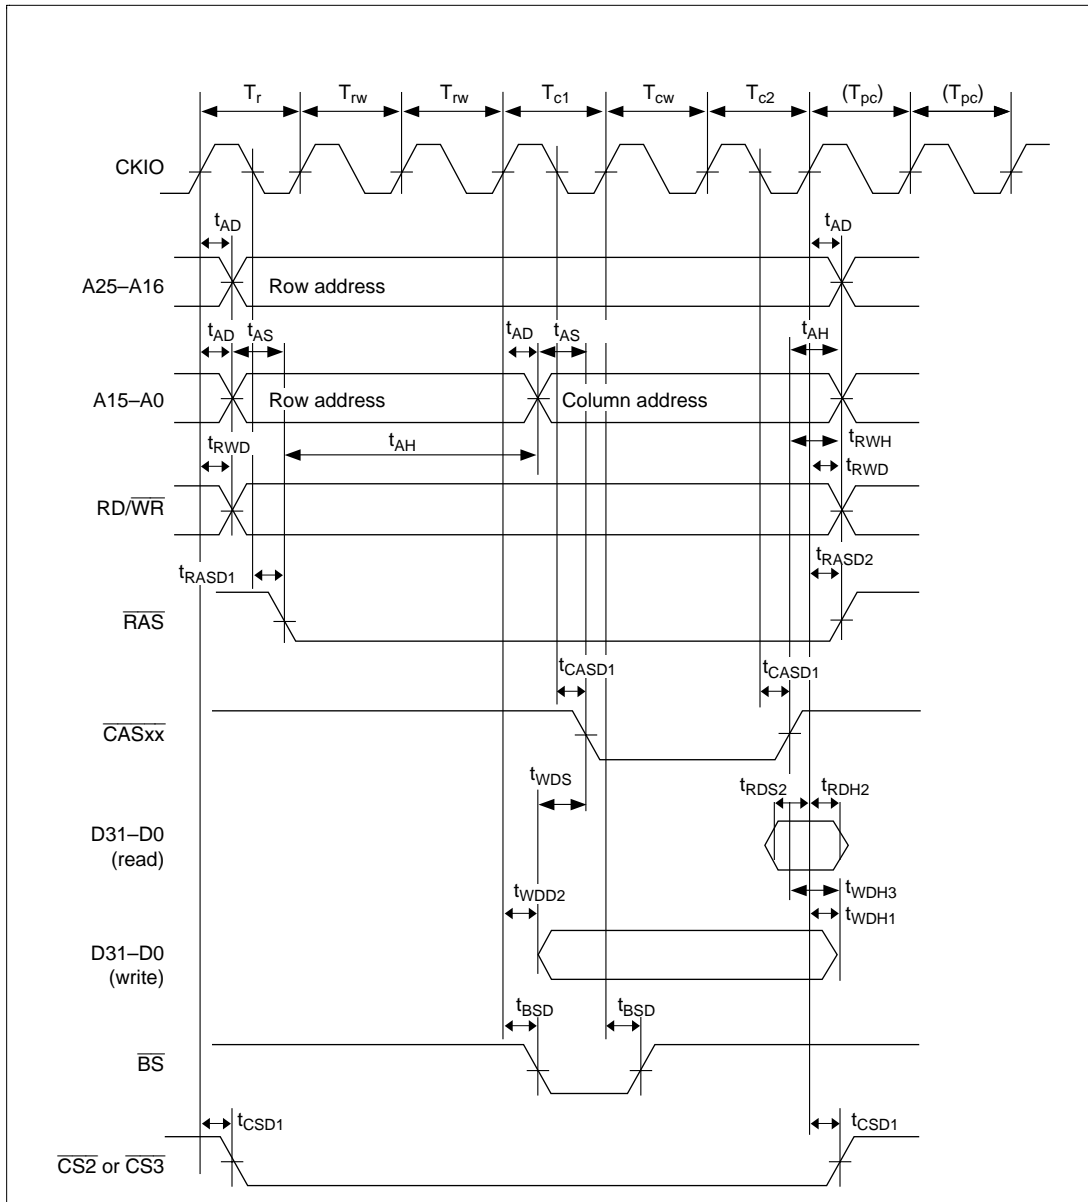 Tr Trw Trw Tc1 Tcw Tc2 (Tpc) (Tpc)
CKIO
tAD tAD
A25–A16 Row address
tAD tAS tAD tAS tAH
A15–A0 Row address Column address
tRWD tAH tRWH
tRWD
RD/WR
tRASD1 tRASD2
RAS
tCASD1 tCASD1
CASxx
tWDS tRDS2 tRDH2
D31–D0
(read)
tWDD2 tWDH3
tWDH1
D31–D0
(write)
tBSD tBSD
BS
tCSD1 tCSD1
CS2 or CS3